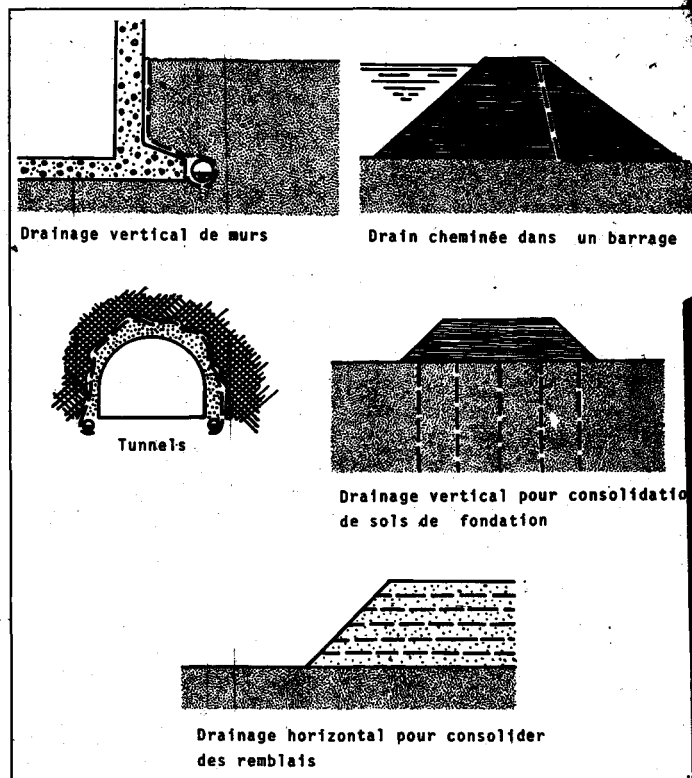 Drainage vertical de murs
Drain cheminée dans un barrage
Tunnels
Drainage vertical pour consolidatio
de sols de fondation
Drainage horizontal pour consolider
des remblais